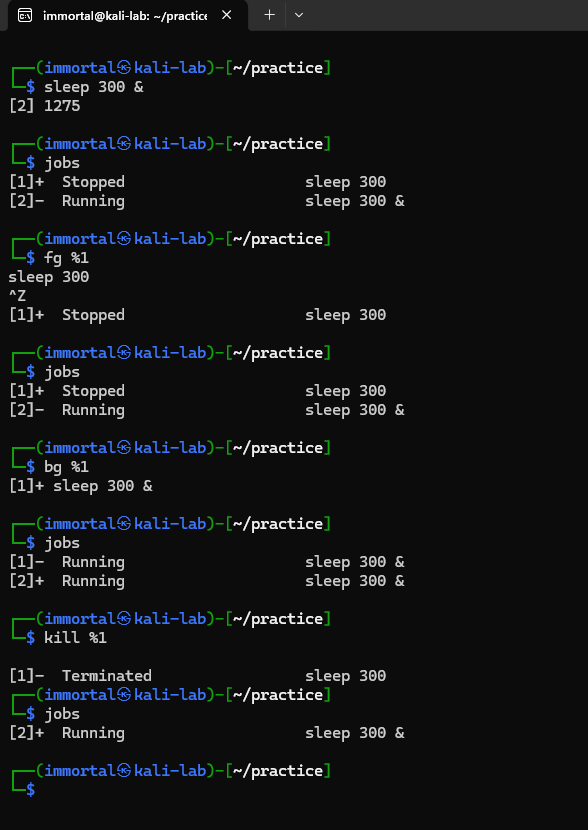 immortal@kali-lab: ~/practice
┌──(immortal㉿kali-lab)-[~/practice]
└─$ sleep 300 &
[2] 1275
┌──(immortal㉿kali-lab)-[~/practice]
└─$ jobs
[1]+  Stopped                    sleep 300
[2]-  Running                    sleep 300 &
┌──(immortal㉿kali-lab)-[~/practice]
└─$ fg %1
sleep 300
^Z
[1]+  Stopped                    sleep 300
┌──(immortal㉿kali-lab)-[~/practice]
└─$ jobs
[1]+  Stopped                    sleep 300
[2]-  Running                    sleep 300 &
┌──(immortal㉿kali-lab)-[~/practice]
└─$ bg %1
[1]+ sleep 300 &
┌──(immortal㉿kali-lab)-[~/practice]
└─$ jobs
[1]-  Running                    sleep 300 &
[2]+  Running                    sleep 300 &
┌──(immortal㉿kali-lab)-[~/practice]
└─$ kill %1
[1]-  Terminated                 sleep 300
┌──(immortal㉿kali-lab)-[~/practice]
└─$ jobs
[2]+  Running                    sleep 300 &
┌──(immortal㉿kali-lab)-[~/practice]
└─$